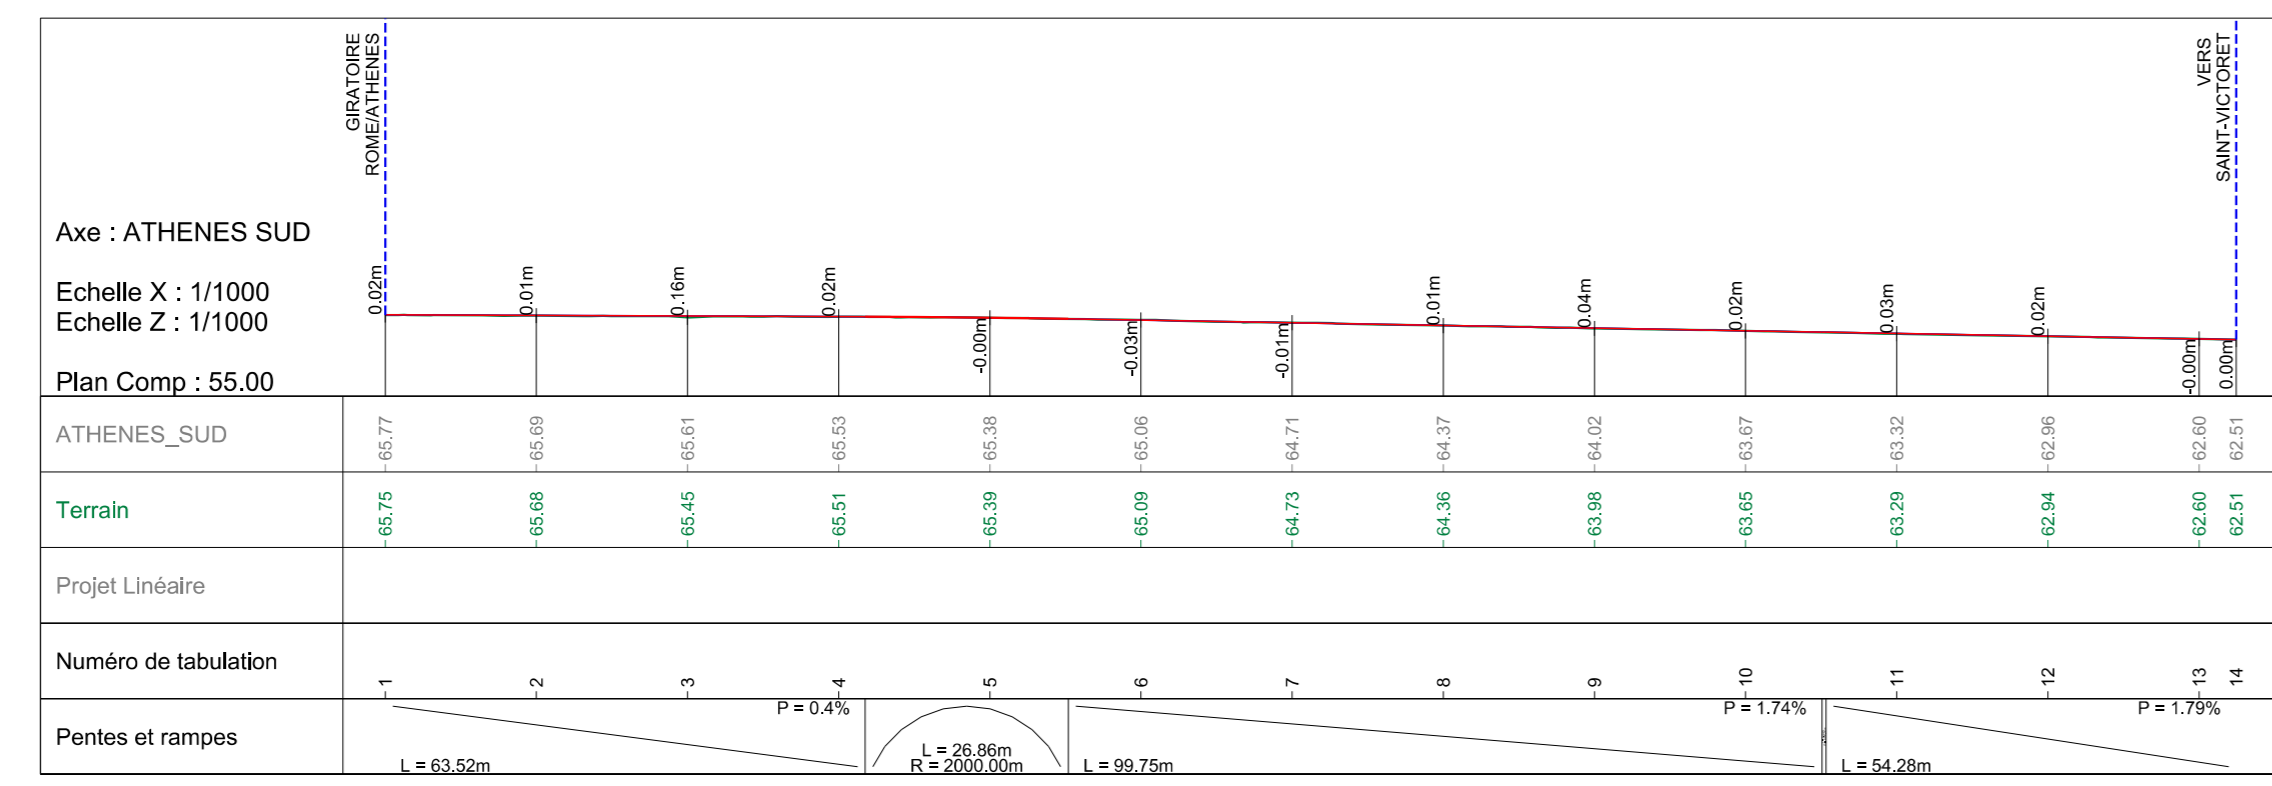 GIRATOIRE
ROME/ATHENES
VERS
SAINT-VICTORET
Axe : ATHENES SUD
Echelle X : 1/1000
Echelle Z : 1/1000
Plan Comp : 55.00
0.02m 0.01m 0.16m 0.02m -0.00m -0.03m -0.01m 0.01m 0.04m 0.02m 0.03m 0.02m -0.00m 0.00m
ATHENES_SUD 65.77 65.69 65.61 65.53 65.38 65.06 64.71 64.37 64.02 63.67 63.32 62.96 62.60 62.51
Terrain 65.75 65.68 65.45 65.51 65.39 65.09 64.73 64.36 63.98 63.65 63.29 62.94 62.60 62.51
Projet Linéaire
Numéro de tabulation 1 2 3 4 5 6 7 8 9 10 11 12 13 14
Pentes et rampes
P = 0.4%
L = 63.52m
L = 26.86m
R = 2000.00m
P = 1.74%
L = 99.75m
P = 1.79%
L = 54.28m